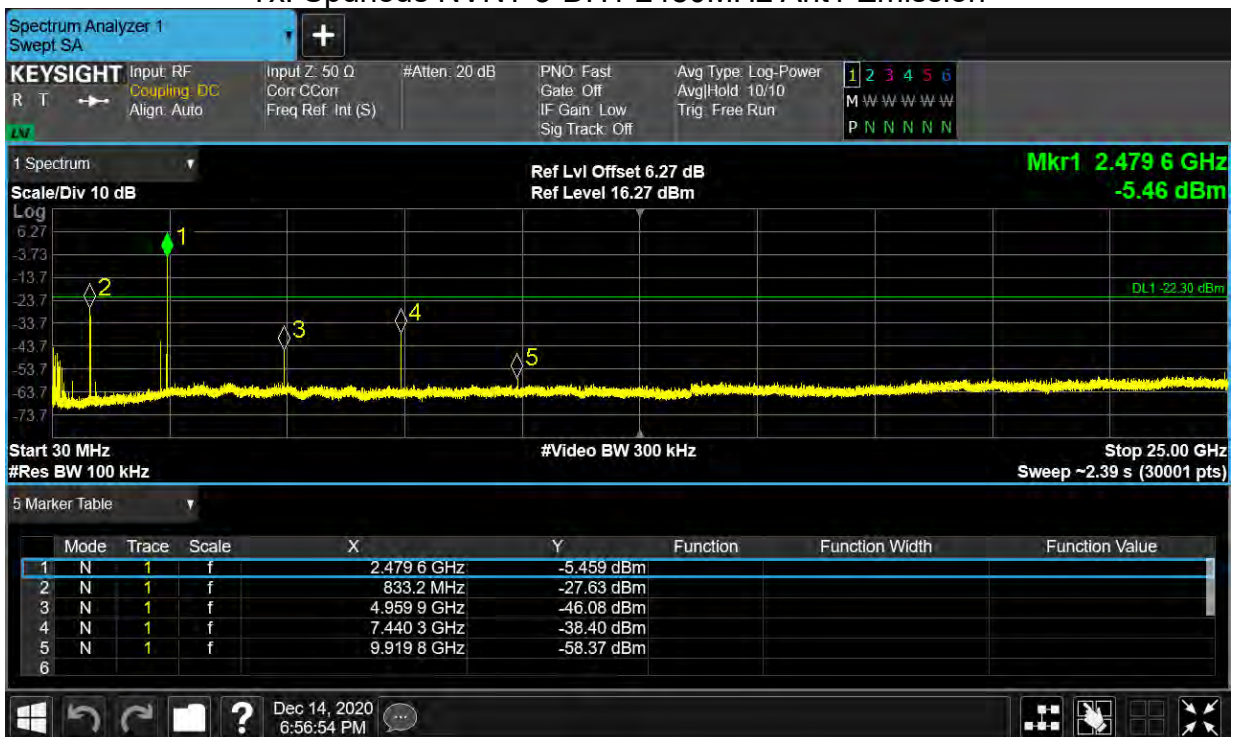 Tx. Spurious NVNT 3-DH1 2480MHz Ant1 Emission
Spectrum Analyzer 1
Swept SA
+
KEYSIGHT Input: RF Input Z: 50 Ω #Atten: 20 dB PNO: Fast Avg Type: Log-Power 1 2 3 4 5 6
R T Coupling: DC Corr CCorr Gate: Off Avg|Hold: 10/10 M W W W W W
Align: Auto Freq Ref: Int (S) IF Gain: Low Trig: Free Run
LXI Sig Track: Off P N N N N N
1 Spectrum Ref Lvl Offset 6.27 dB Mkr1 2.479 6 GHz
Scale/Div 10 dB Ref Level 16.27 dBm -5.46 dBm
Log
6.27
1
-3.73
-13.7
2
DL1 -22.30 dBm
-23.7
4
-33.7
3
-43.7
5
-53.7
-63.7
-73.7
Start 30 MHz #Video BW 300 kHz Stop 25.00 GHz
#Res BW 100 kHz Sweep ~2.39 s (30001 pts)
5 Marker Table
Mode Trace Scale X Y Function Function Width Function Value
1 N 1 f 2.479 6 GHz -5.459 dBm
2 N 1 f 833.2 MHz -27.63 dBm
3 N 1 f 4.959 9 GHz -46.08 dBm
4 N 1 f 7.440 3 GHz -38.40 dBm
5 N 1 f 9.919 8 GHz -58.37 dBm
6
? Dec 14, 2020
6:56:54 PM